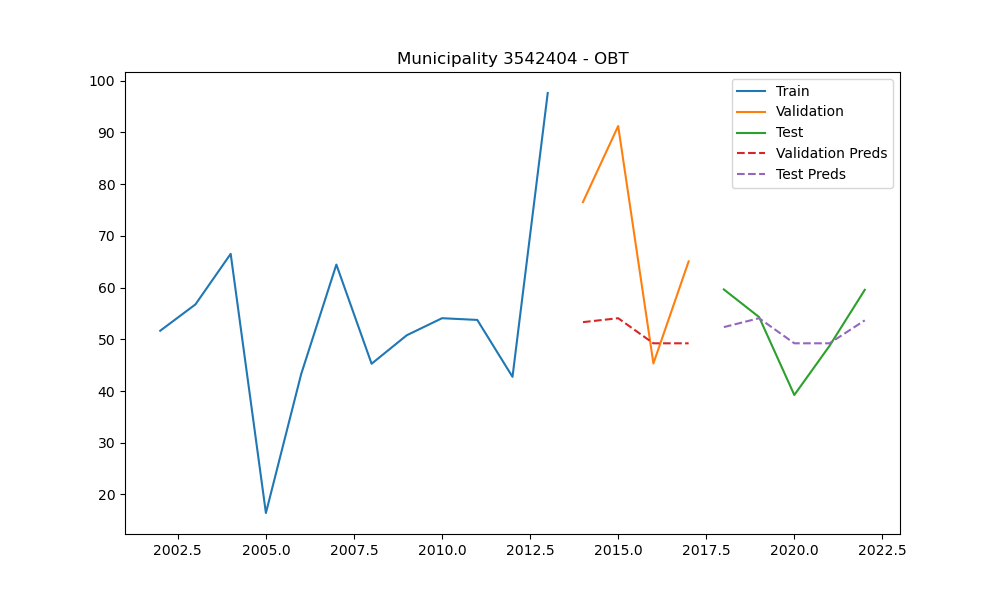 Municipality 3542404 - OBT
100
90
80
70
60
50
40
30
20
Train
Validation
Test
Validation Preds
Test Preds
2002.5 2005.0 2007.5 2010.0 2012.5 2015.0 2017.5 2020.0 2022.5